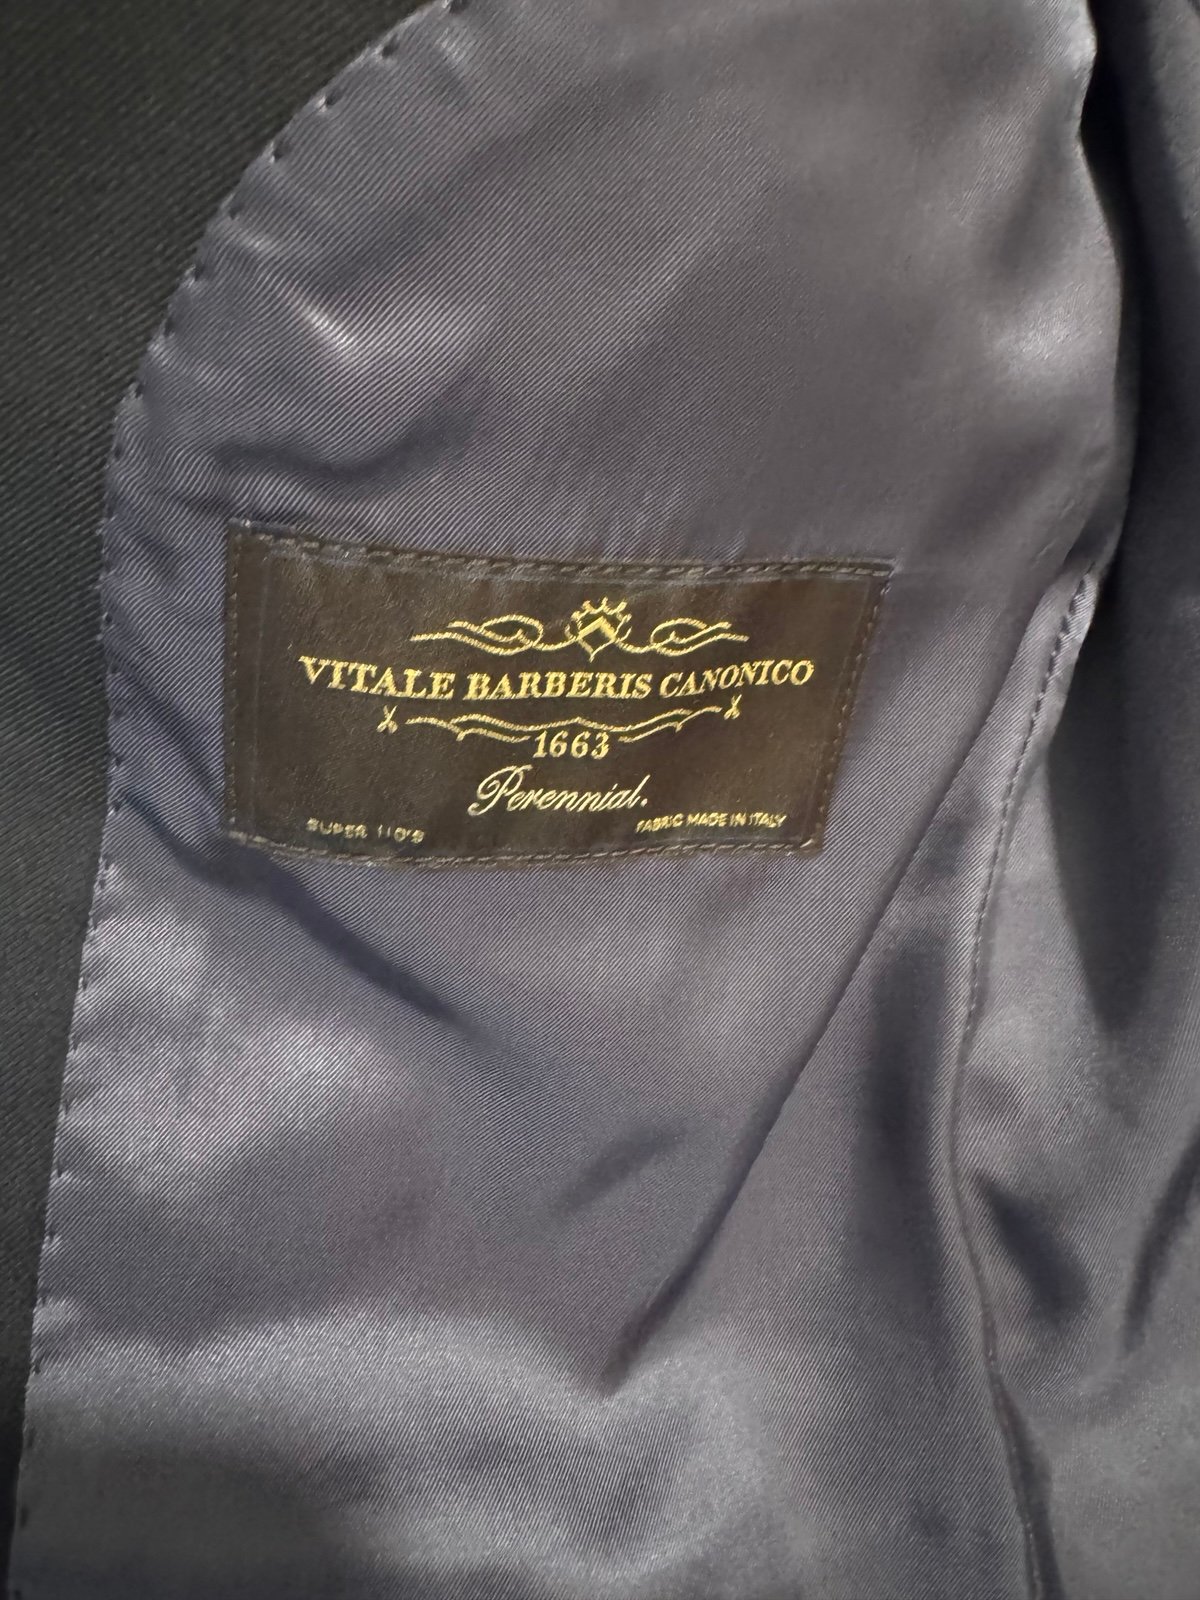 VITALE BARBERIS CANONICO
1663
Perennial.
SUPER 110'S
FABRIC MADE IN ITALY